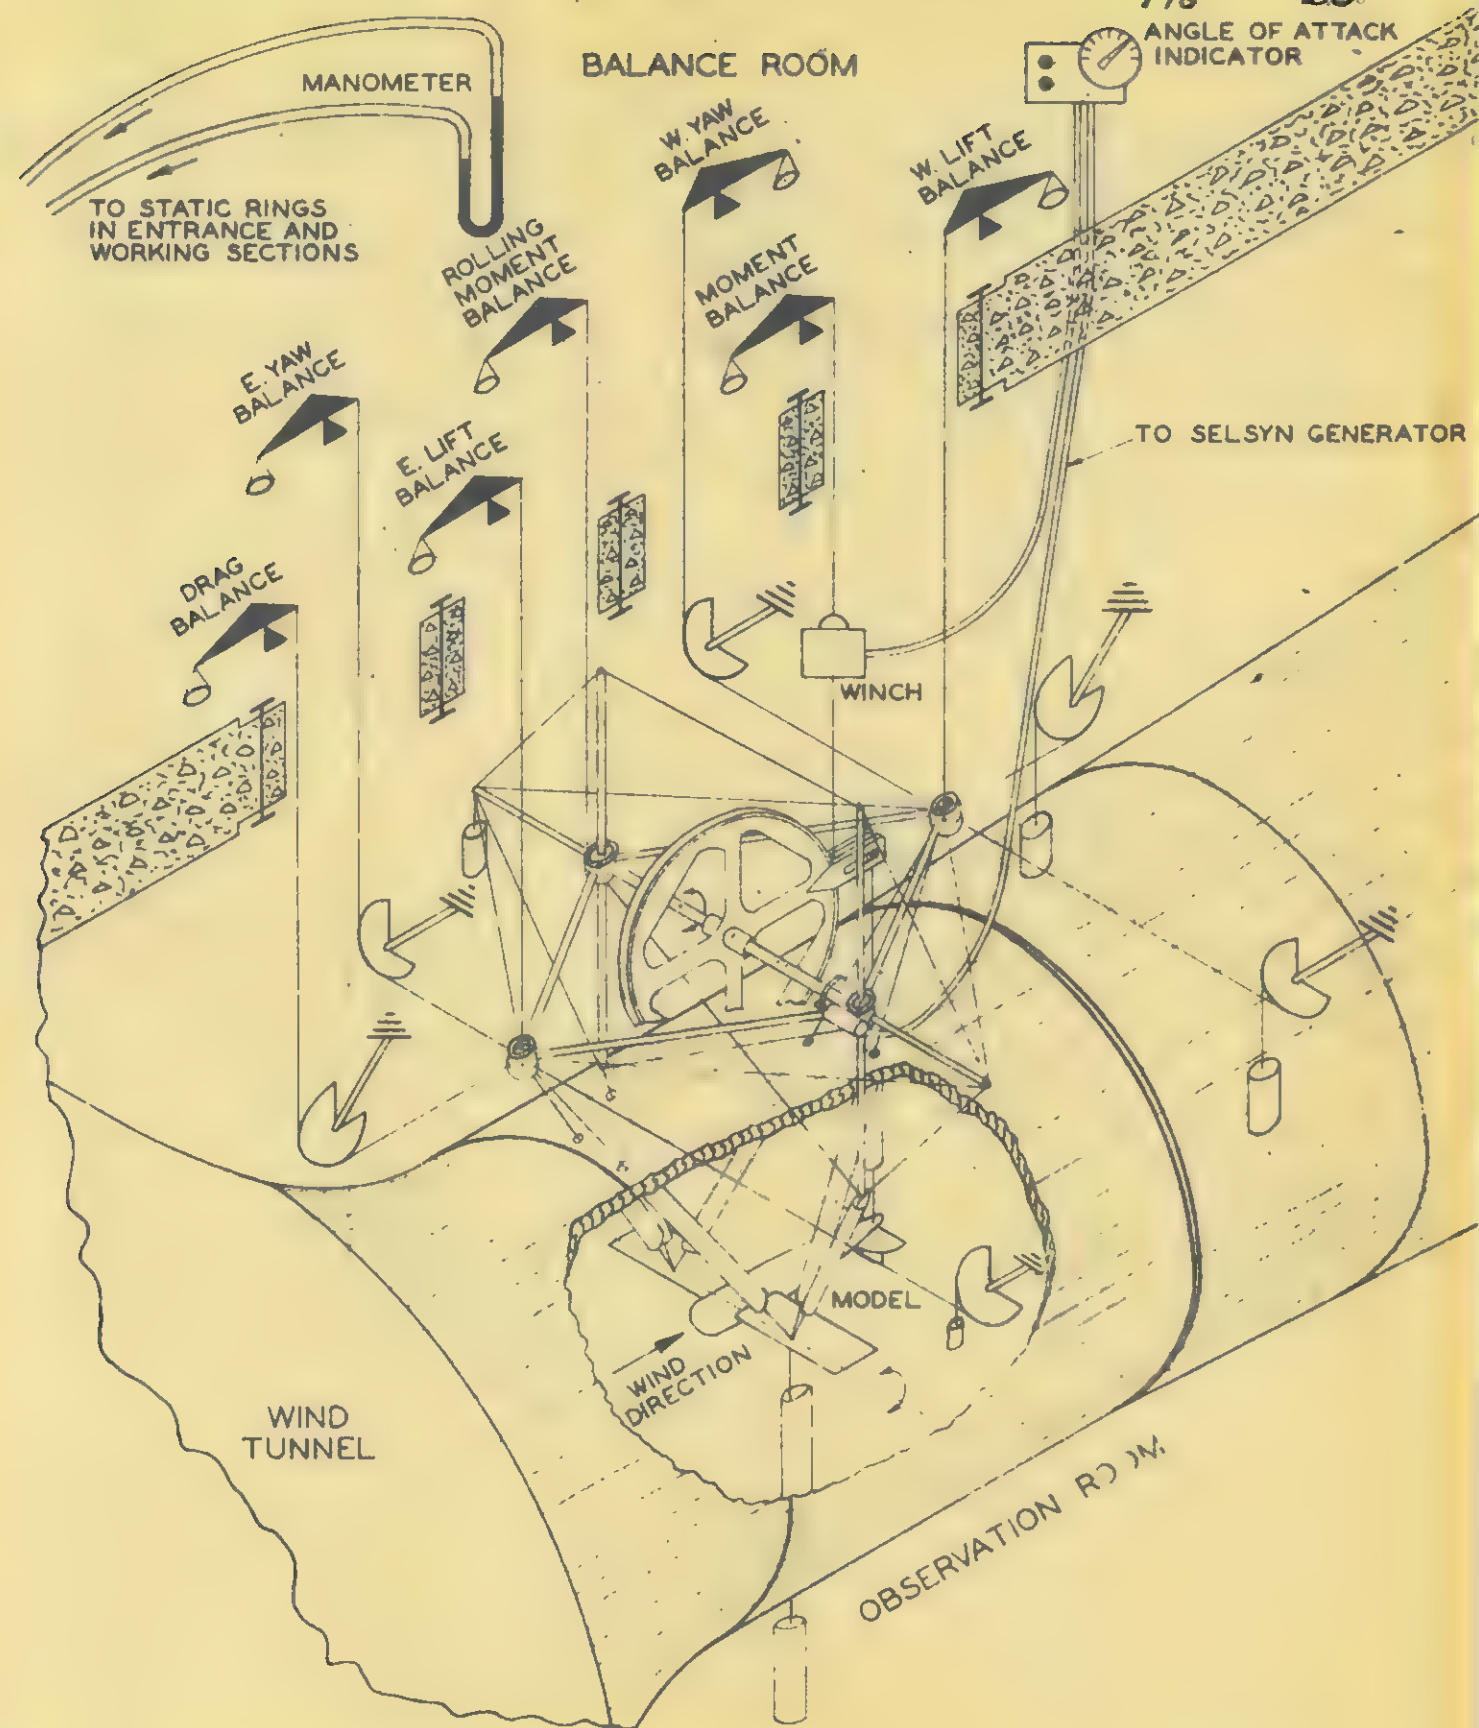 ANGLE OF ATTACK
INDICATOR
BALANCE ROOM
MANOMETER
W. YAW
BALANCE
W. LIFT
BALANCE
TO STATIC RINGS
IN ENTRANCE AND
WORKING SECTIONS
ROLLING
MOMENT
BALANCE
MOMENT
BALANCE
E. YAW
BALANCE
E. LIFT
BALANCE
TO SELSYN GENERATOR
DRAG
BALANCE
WINCH
MODEL
WIND
DIRECTION
WIND
TUNNEL
OBSERVATION ROOM